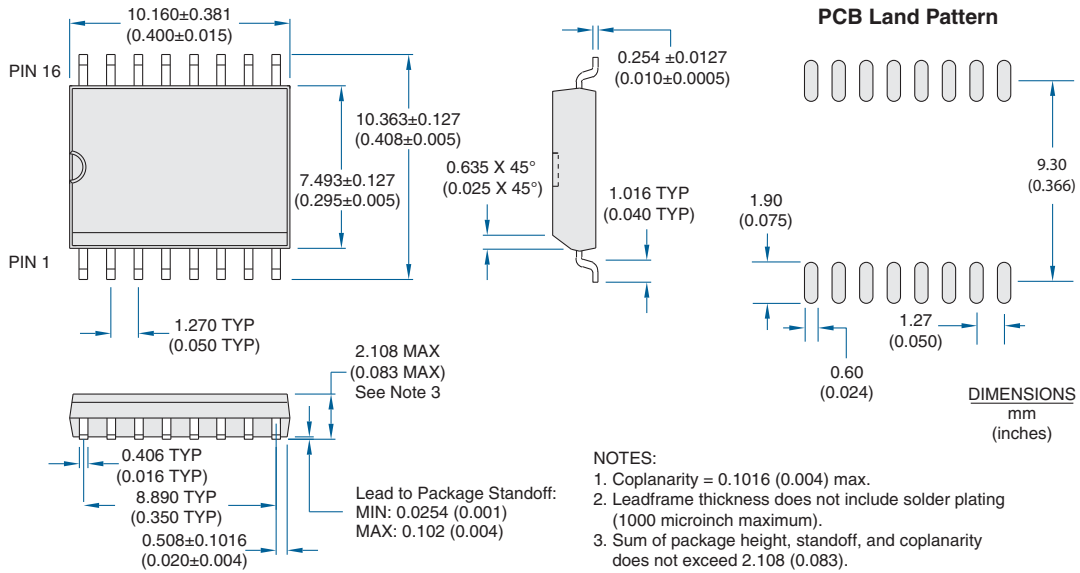 10.160±0.381
(0.400±0.015)
PIN 16
10.363±0.127
(0.408±0.005)
7.493±0.127
(0.295±0.005)
PIN 1
1.270 TYP
(0.050 TYP)
0.254 ±0.0127
(0.010±0.0005)
0.635 X 45°
(0.025 X 45°)
1.016 TYP
(0.040 TYP)
PCB Land Pattern
9.30
(0.366)
1.90
(0.075)
1.27
(0.050)
0.60
(0.024)
DIMENSIONS
mm
(inches)
2.108 MAX
(0.083 MAX)
See Note 3
0.406 TYP
(0.016 TYP)
8.890 TYP
(0.350 TYP)
0.508±0.1016
(0.020±0.004)
Lead to Package Standoff:
MIN: 0.0254 (0.001)
MAX: 0.102 (0.004)
NOTES:
1. Coplanarity = 0.1016 (0.004) max.
2. Leadframe thickness does not include solder plating
(1000 microinch maximum).
3. Sum of package height, standoff, and coplanarity
does not exceed 2.108 (0.083).